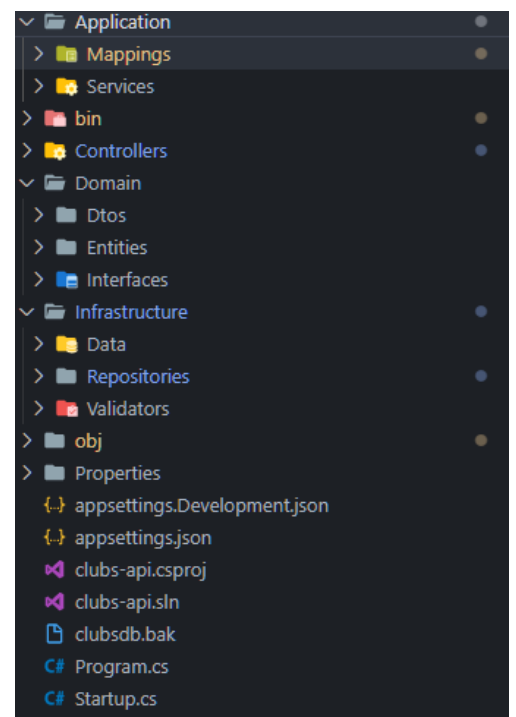 Application
Mappings
Services
bin
Controllers
Domain
Dtos
Entities
Interfaces
Infrastructure
Data
Repositories
Validators
obj
Properties
{..} appsettings.Development.json
{..} appsettings.json
clubs-api.csproj
clubs-api.sln
clubsdb.bak
C# Program.cs
C# Startup.cs